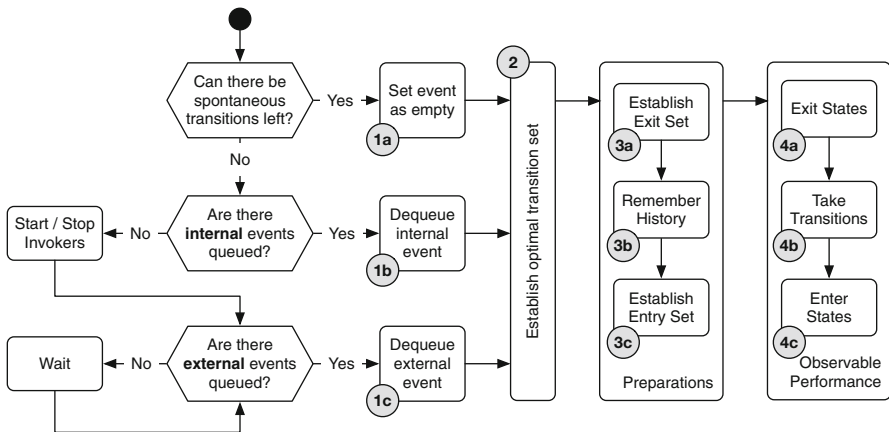 Can there be
spontaneous
transitions left?
Yes
Set event
as empty
1a
No
Are there
internal events
queued?
No
Start / Stop
Invokers
Yes
Dequeue
internal
event
1b
Are there
external events
queued?
No
Wait
Yes
Dequeue
external
event
1c
2
Establish optimal transition set
Establish
Exit Set
3a
Remember
History
3b
Establish
Entry Set
3c
Preparations
Exit States
4a
Take
Transitions
4b
Enter
States
4c
Observable
Performance